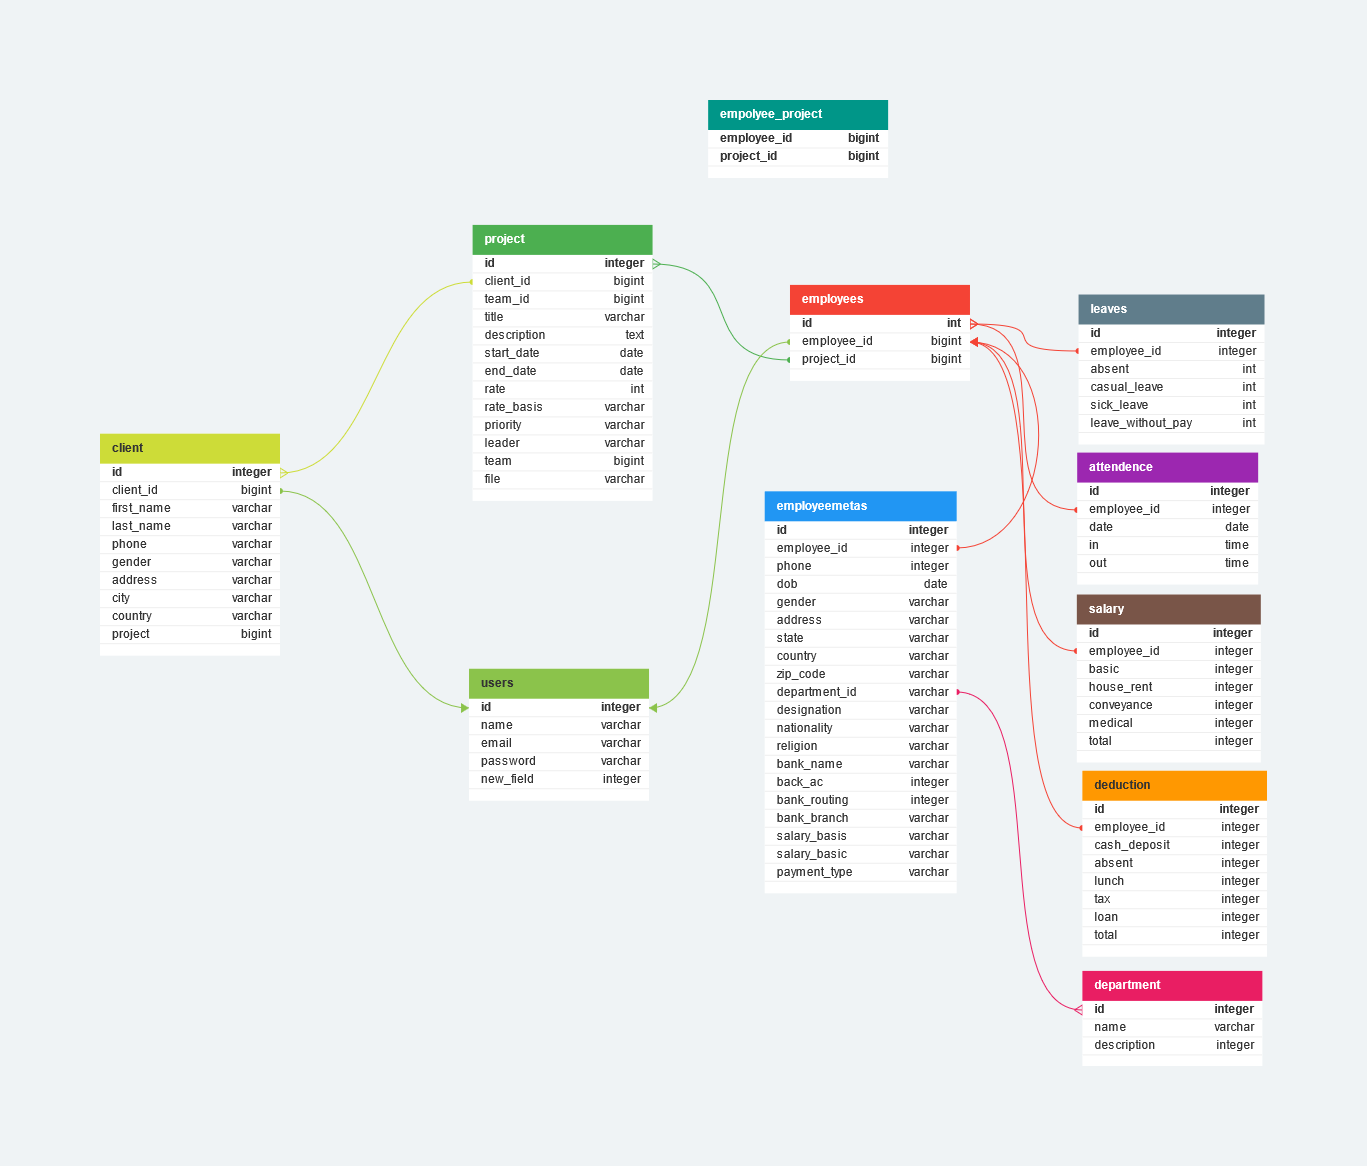 empolyee_project
employee_id bigint
project_id bigint
project
id integer
client_id bigint
team_id bigint
title varchar
description text
start_date date
end_date date
rate int
rate_basis varchar
priority varchar
leader varchar
team bigint
file varchar
employees
id int
employee_id bigint
project_id bigint
leaves
id integer
employee_id integer
absent int
casual_leave int
sick_leave int
leave_without_pay int
client
id integer
client_id bigint
first_name varchar
last_name varchar
phone varchar
gender varchar
address varchar
city varchar
country varchar
project bigint
attendence
id integer
employee_id integer
date date
in time
out time
employeemetas
id integer
employee_id integer
phone integer
dob date
gender varchar
address varchar
state varchar
country varchar
zip_code varchar
department_id varchar
designation varchar
nationality varchar
religion varchar
bank_name varchar
back_ac integer
bank_routing integer
bank_branch varchar
salary_basis varchar
salary_basic varchar
payment_type varchar
salary
id integer
employee_id integer
basic integer
house_rent integer
conveyance integer
medical integer
total integer
users
id integer
name varchar
email varchar
password varchar
new_field integer
deduction
id integer
employee_id integer
cash_deposit integer
absent integer
lunch integer
tax integer
loan integer
total integer
department
id integer
name varchar
description integer